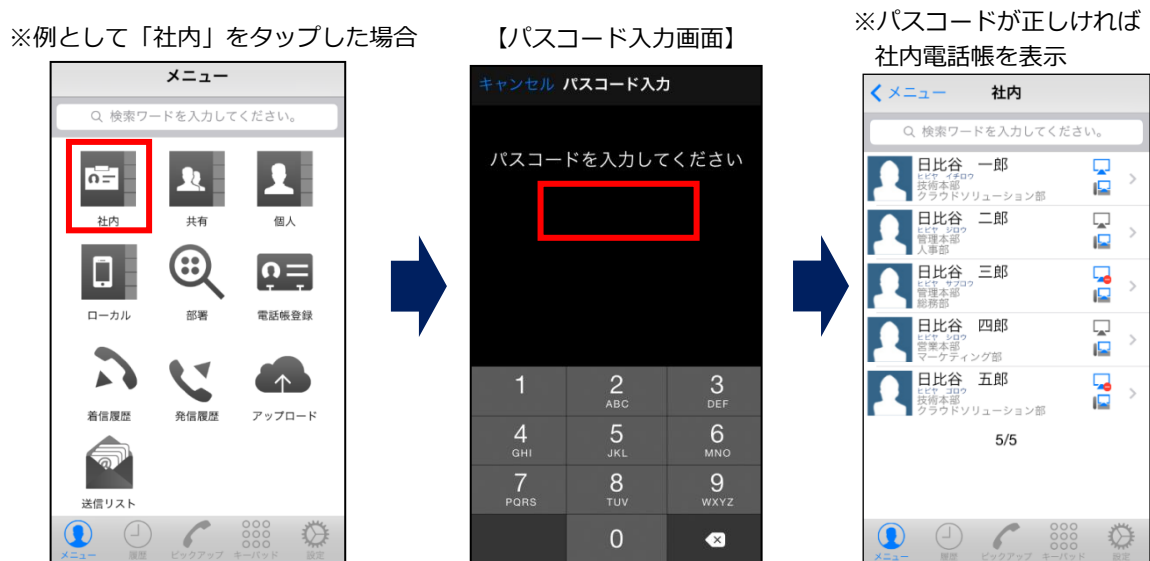 ※例として「社内」をタップした場合
メニュー
検索ワードを入力してください。
社内
共有
個人
ローカル
部署
電話帳登録
着信履歴
発信履歴
アップロード
送信リスト
メニュー
履歴
ピックアップ
キーパッド
設定
【パスコード入力画面】
キャンセル パスコード入力
パスコードを入力してください
1
2
ABC
3
DEF
4
GHI
5
JKL
6
MNO
7
PQRS
8
TUV
9
WXYZ
0
※パスコードが正しければ
社内電話帳を表示
メニュー 社内
検索ワードを入力してください。
日比谷 一郎
ヒビヤ イチロウ
技術本部
クラウドソリューション部
日比谷 二郎
ヒビヤ ジロウ
管理本部
人事部
日比谷 三郎
ヒビヤ サブロウ
管理本部
総務部
日比谷 四郎
ヒビヤ シロウ
営業本部
マーケティング部
日比谷 五郎
ヒビヤ ゴロウ
技術本部
クラウドソリューション部
5/5
メニュー
履歴
ピックアップ
キーパッド
設定